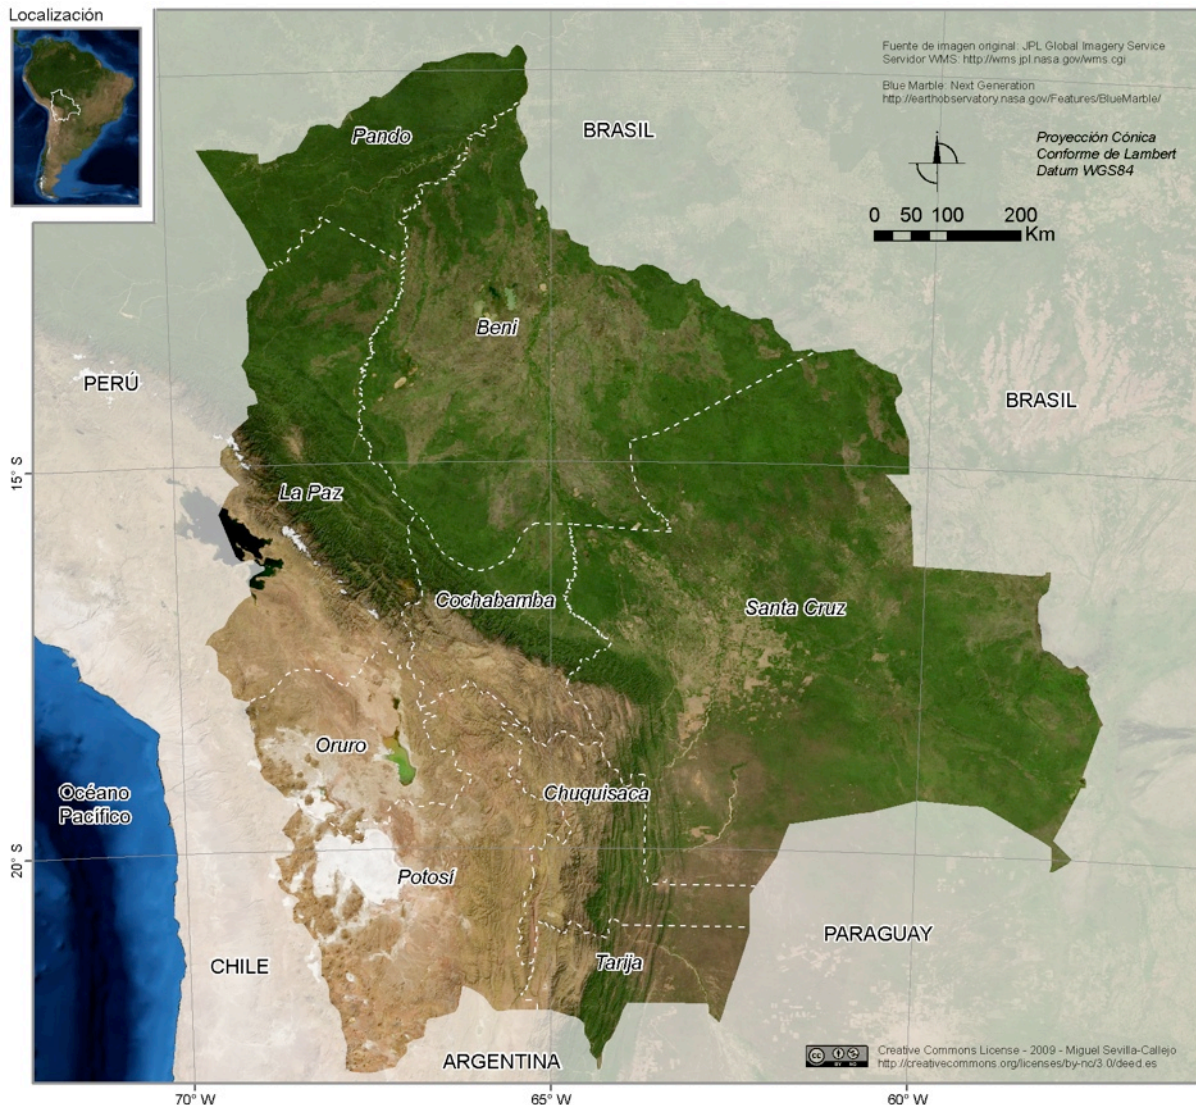 Localización
Fuente de imagen original: JPL Global Imagery Service
Servidor WMS: http://wms.jpl.nasa.gov/wms.cgi
Blue Marble: Next Generation
http://earthobservatory.nasa.gov/Features/BlueMarble/
BRASIL
Pando
Proyección Cónica
Conforme de Lambert
Datum WGS84
0 50 100 200
Km
Beni
PERÚ
BRASIL
15° S
La Paz
Cochabamba
Santa Cruz
Oruro
Océano
Pacífico
Chuquisaca
20° S
Potosí
PARAGUAY
CHILE
Tarija
ARGENTINA
cc
BY NC
Creative Commons License - 2009 - Miguel Sevilla-Callejo
http://creativecommons.org/licenses/by-nc/3.0/deed.es
70° W
65° W
60° W